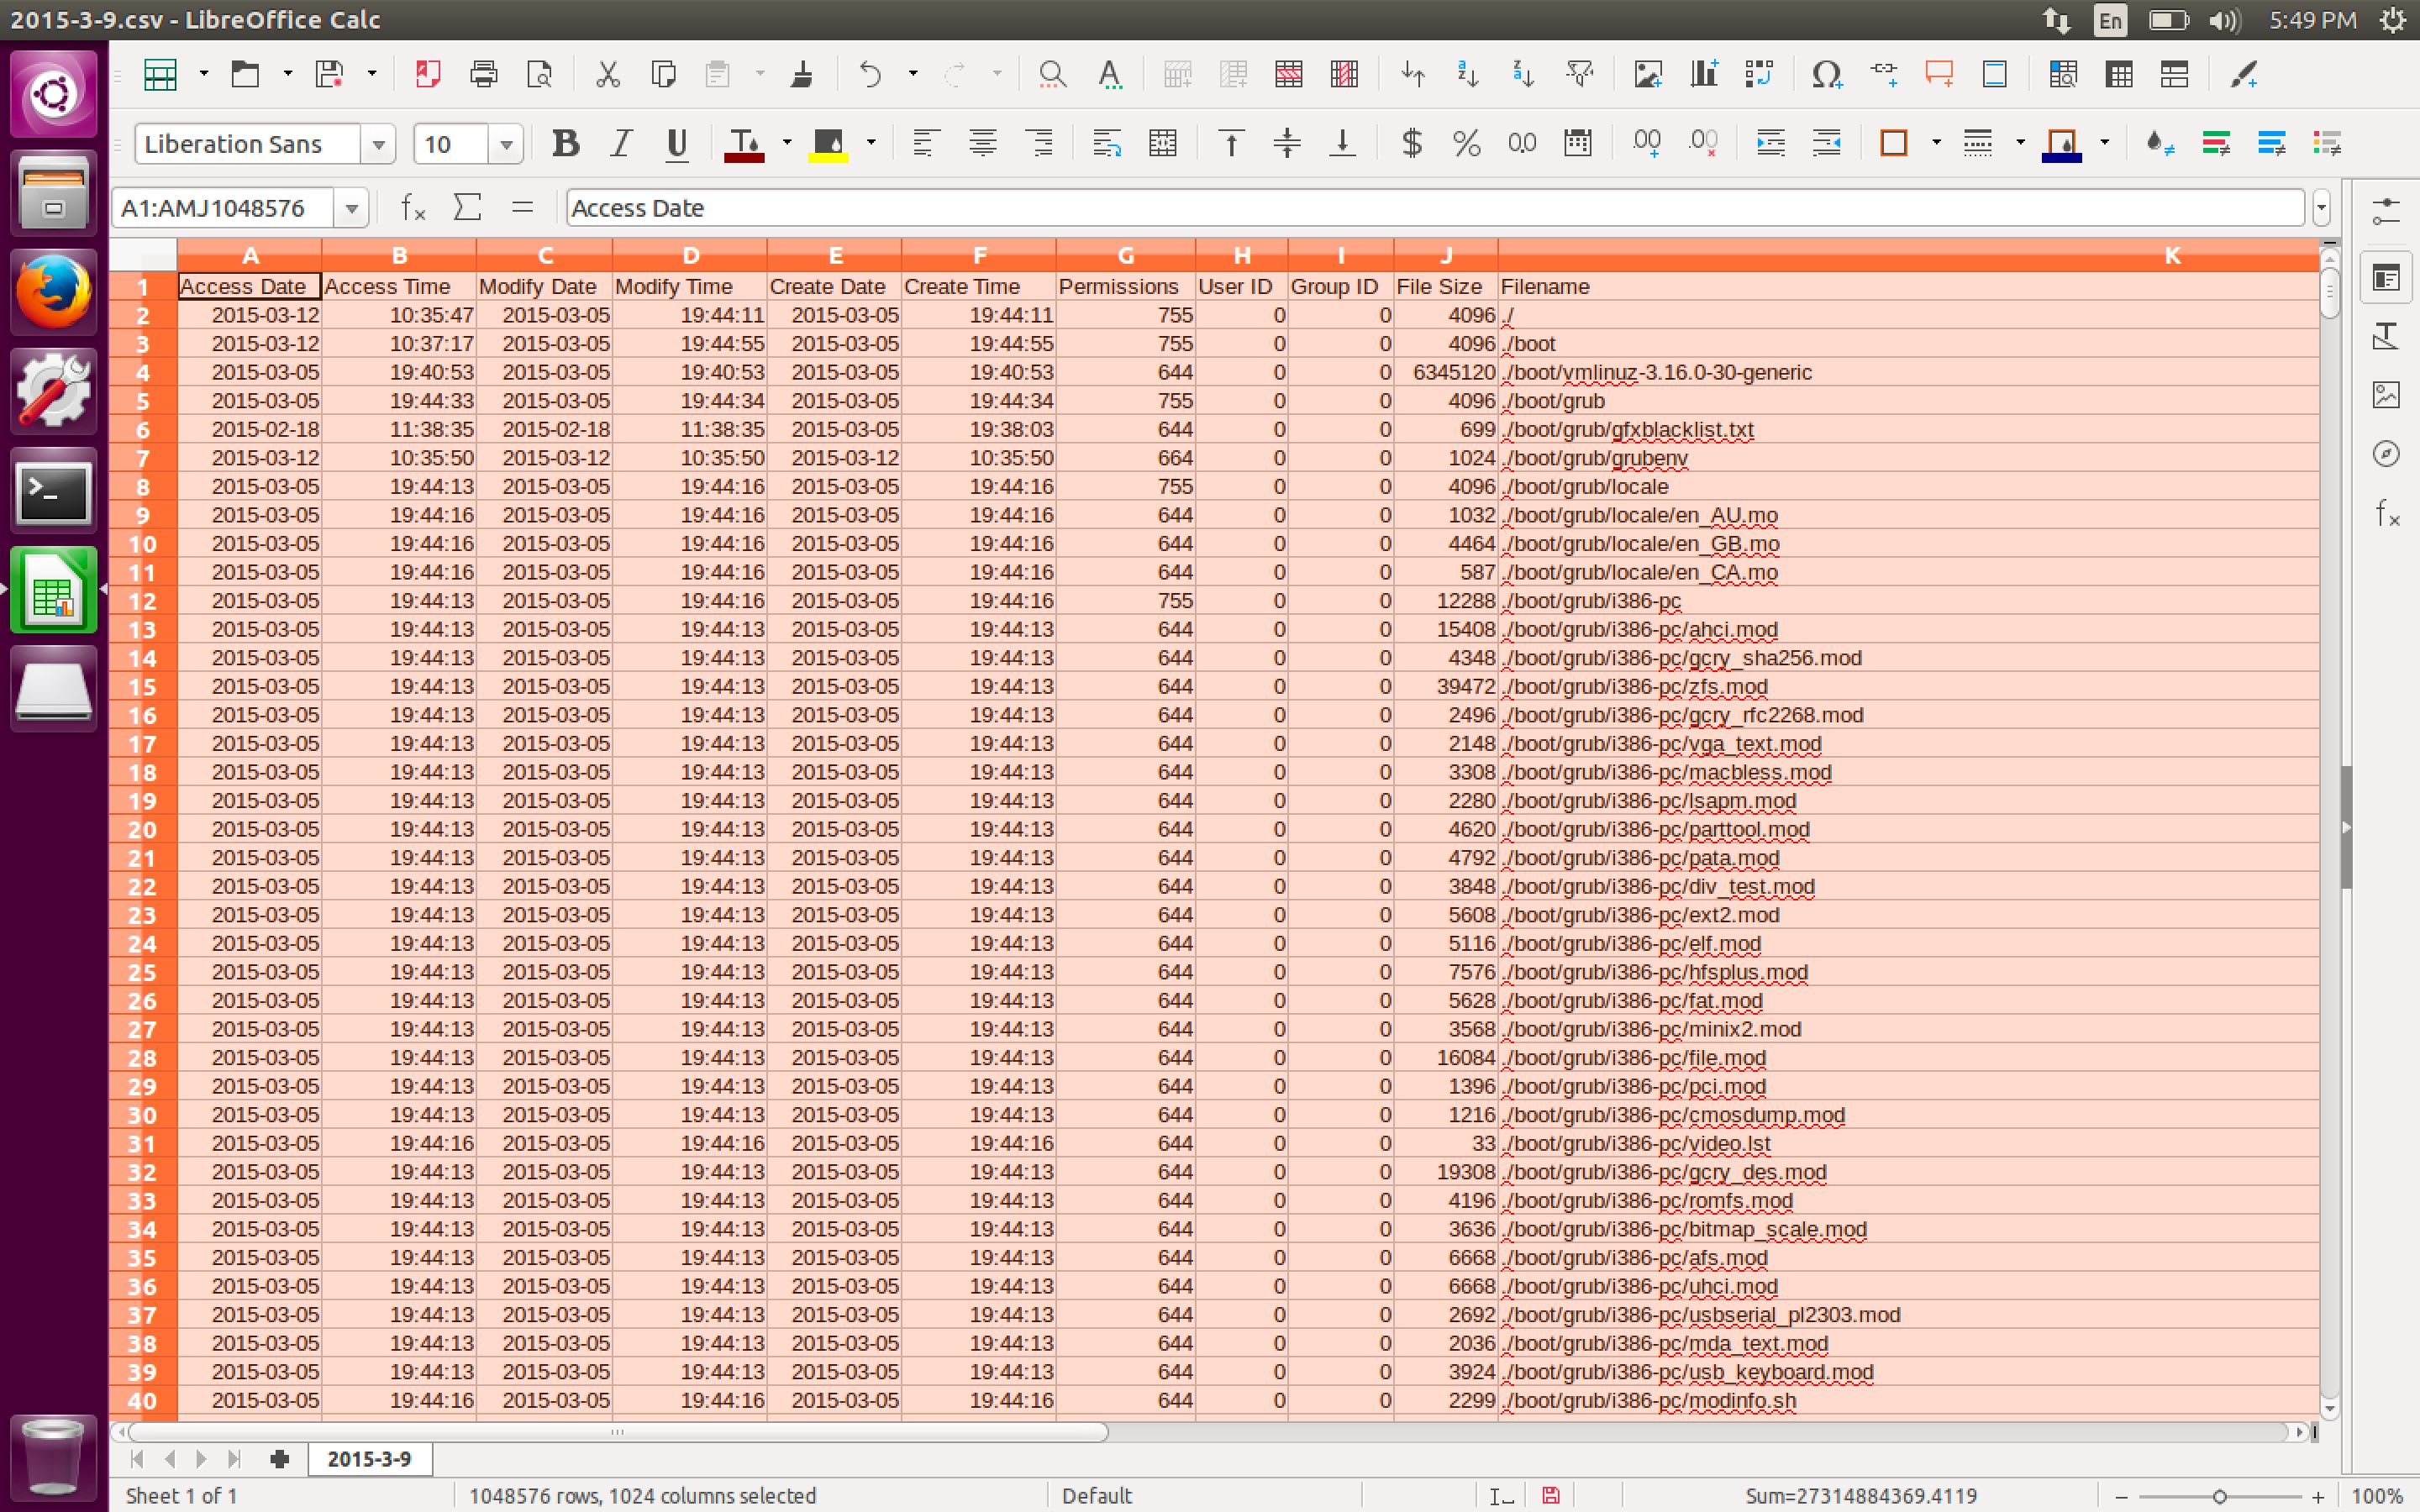 2015-3-9.csv - LibreOffice Calc En 5:49 PM
Liberation Sans 10
A1:AMJ1048576 Access Date
A B C D E F G H I J K
1 Access Date Access Time Modify Date Modify Time Create Date Create Time Permissions User ID Group ID File Size Filename
2 2015-03-12 10:35:47 2015-03-05 19:44:11 2015-03-05 19:44:11 755 0 0 4096 ./
3 2015-03-12 10:37:17 2015-03-05 19:44:55 2015-03-05 19:44:55 755 0 0 4096 ./boot
4 2015-03-05 19:40:53 2015-03-05 19:40:53 2015-03-05 19:40:53 644 0 0 6345120 ./boot/vmlinuz-3.16.0-30-generic
5 2015-03-05 19:44:33 2015-03-05 19:44:34 2015-03-05 19:44:34 755 0 0 4096 ./boot/grub
6 2015-02-18 11:38:35 2015-02-18 11:38:35 2015-03-05 19:38:03 644 0 0 699 ./boot/grub/gfxblacklist.txt
7 2015-03-12 10:35:50 2015-03-12 10:35:50 2015-03-12 10:35:50 664 0 0 1024 ./boot/grub/grubenv
8 2015-03-05 19:44:13 2015-03-05 19:44:16 2015-03-05 19:44:16 755 0 0 4096 ./boot/grub/locale
9 2015-03-05 19:44:16 2015-03-05 19:44:16 2015-03-05 19:44:16 644 0 0 1032 ./boot/grub/locale/en_AU.mo
10 2015-03-05 19:44:16 2015-03-05 19:44:16 2015-03-05 19:44:16 644 0 0 4464 ./boot/grub/locale/en_GB.mo
11 2015-03-05 19:44:16 2015-03-05 19:44:16 2015-03-05 19:44:16 644 0 0 587 ./boot/grub/locale/en_CA.mo
12 2015-03-05 19:44:13 2015-03-05 19:44:16 2015-03-05 19:44:16 755 0 0 12288 ./boot/grub/i386-pc
13 2015-03-05 19:44:13 2015-03-05 19:44:13 2015-03-05 19:44:13 644 0 0 15408 ./boot/grub/i386-pc/ahci.mod
14 2015-03-05 19:44:13 2015-03-05 19:44:13 2015-03-05 19:44:13 644 0 0 4348 ./boot/grub/i386-pc/gcry_sha256.mod
15 2015-03-05 19:44:13 2015-03-05 19:44:13 2015-03-05 19:44:13 644 0 0 39472 ./boot/grub/i386-pc/zfs.mod
16 2015-03-05 19:44:13 2015-03-05 19:44:13 2015-03-05 19:44:13 644 0 0 2496 ./boot/grub/i386-pc/gcry_rfc2268.mod
17 2015-03-05 19:44:13 2015-03-05 19:44:13 2015-03-05 19:44:13 644 0 0 2148 ./boot/grub/i386-pc/vga_text.mod
18 2015-03-05 19:44:13 2015-03-05 19:44:13 2015-03-05 19:44:13 644 0 0 3308 ./boot/grub/i386-pc/macbless.mod
19 2015-03-05 19:44:13 2015-03-05 19:44:13 2015-03-05 19:44:13 644 0 0 2280 ./boot/grub/i386-pc/lsapm.mod
20 2015-03-05 19:44:13 2015-03-05 19:44:13 2015-03-05 19:44:13 644 0 0 4620 ./boot/grub/i386-pc/parttool.mod
21 2015-03-05 19:44:13 2015-03-05 19:44:13 2015-03-05 19:44:13 644 0 0 4792 ./boot/grub/i386-pc/pata.mod
22 2015-03-05 19:44:13 2015-03-05 19:44:13 2015-03-05 19:44:13 644 0 0 3848 ./boot/grub/i386-pc/div_test.mod
23 2015-03-05 19:44:13 2015-03-05 19:44:13 2015-03-05 19:44:13 644 0 0 5608 ./boot/grub/i386-pc/ext2.mod
24 2015-03-05 19:44:13 2015-03-05 19:44:13 2015-03-05 19:44:13 644 0 0 5116 ./boot/grub/i386-pc/elf.mod
25 2015-03-05 19:44:13 2015-03-05 19:44:13 2015-03-05 19:44:13 644 0 0 7576 ./boot/grub/i386-pc/hfsplus.mod
26 2015-03-05 19:44:13 2015-03-05 19:44:13 2015-03-05 19:44:13 644 0 0 5628 ./boot/grub/i386-pc/fat.mod
27 2015-03-05 19:44:13 2015-03-05 19:44:13 2015-03-05 19:44:13 644 0 0 3568 ./boot/grub/i386-pc/minix2.mod
28 2015-03-05 19:44:13 2015-03-05 19:44:13 2015-03-05 19:44:13 644 0 0 16084 ./boot/grub/i386-pc/file.mod
29 2015-03-05 19:44:13 2015-03-05 19:44:13 2015-03-05 19:44:13 644 0 0 1396 ./boot/grub/i386-pc/pci.mod
30 2015-03-05 19:44:13 2015-03-05 19:44:13 2015-03-05 19:44:13 644 0 0 1216 ./boot/grub/i386-pc/cmosdump.mod
31 2015-03-05 19:44:16 2015-03-05 19:44:16 2015-03-05 19:44:16 644 0 0 33 ./boot/grub/i386-pc/video.lst
32 2015-03-05 19:44:13 2015-03-05 19:44:13 2015-03-05 19:44:13 644 0 0 19308 ./boot/grub/i386-pc/gcry_des.mod
33 2015-03-05 19:44:13 2015-03-05 19:44:13 2015-03-05 19:44:13 644 0 0 4196 ./boot/grub/i386-pc/romfs.mod
34 2015-03-05 19:44:13 2015-03-05 19:44:13 2015-03-05 19:44:13 644 0 0 3636 ./boot/grub/i386-pc/bitmap_scale.mod
35 2015-03-05 19:44:13 2015-03-05 19:44:13 2015-03-05 19:44:13 644 0 0 6668 ./boot/grub/i386-pc/afs.mod
36 2015-03-05 19:44:13 2015-03-05 19:44:13 2015-03-05 19:44:13 644 0 0 6668 ./boot/grub/i386-pc/uhci.mod
37 2015-03-05 19:44:13 2015-03-05 19:44:13 2015-03-05 19:44:13 644 0 0 2692 ./boot/grub/i386-pc/usbserial_pl2303.mod
38 2015-03-05 19:44:13 2015-03-05 19:44:13 2015-03-05 19:44:13 644 0 0 2036 ./boot/grub/i386-pc/mda_text.mod
39 2015-03-05 19:44:13 2015-03-05 19:44:13 2015-03-05 19:44:13 644 0 0 3924 ./boot/grub/i386-pc/usb_keyboard.mod
40 2015-03-05 19:44:16 2015-03-05 19:44:16 2015-03-05 19:44:16 644 0 0 2299 ./boot/grub/i386-pc/modinfo.sh
2015-3-9
Sheet 1 of 1 1048576 rows, 1024 columns selected Default Sum=27314884369.4119 100%